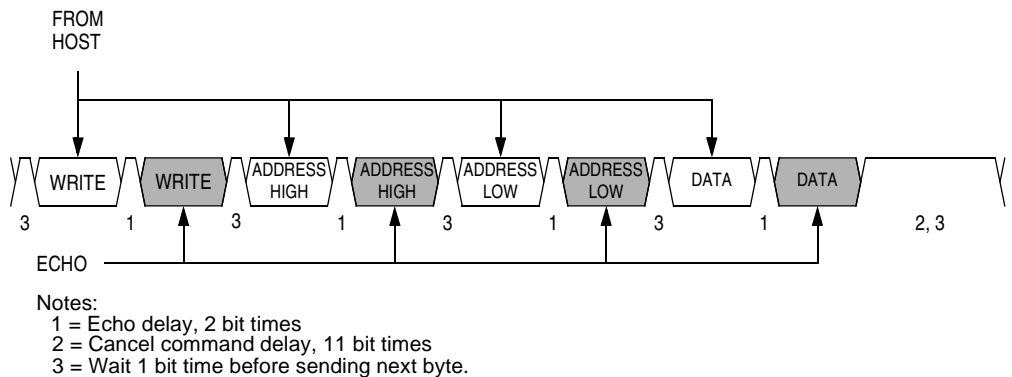 FROM
HOST
WRITE
WRITE
ADDRESS
HIGH
ADDRESS
HIGH
ADDRESS
LOW
ADDRESS
LOW
DATA
DATA
3
1
3
1
3
1
3
1
2, 3
ECHO
Notes:
1 = Echo delay, 2 bit times
2 = Cancel command delay, 11 bit times
3 = Wait 1 bit time before sending next byte.